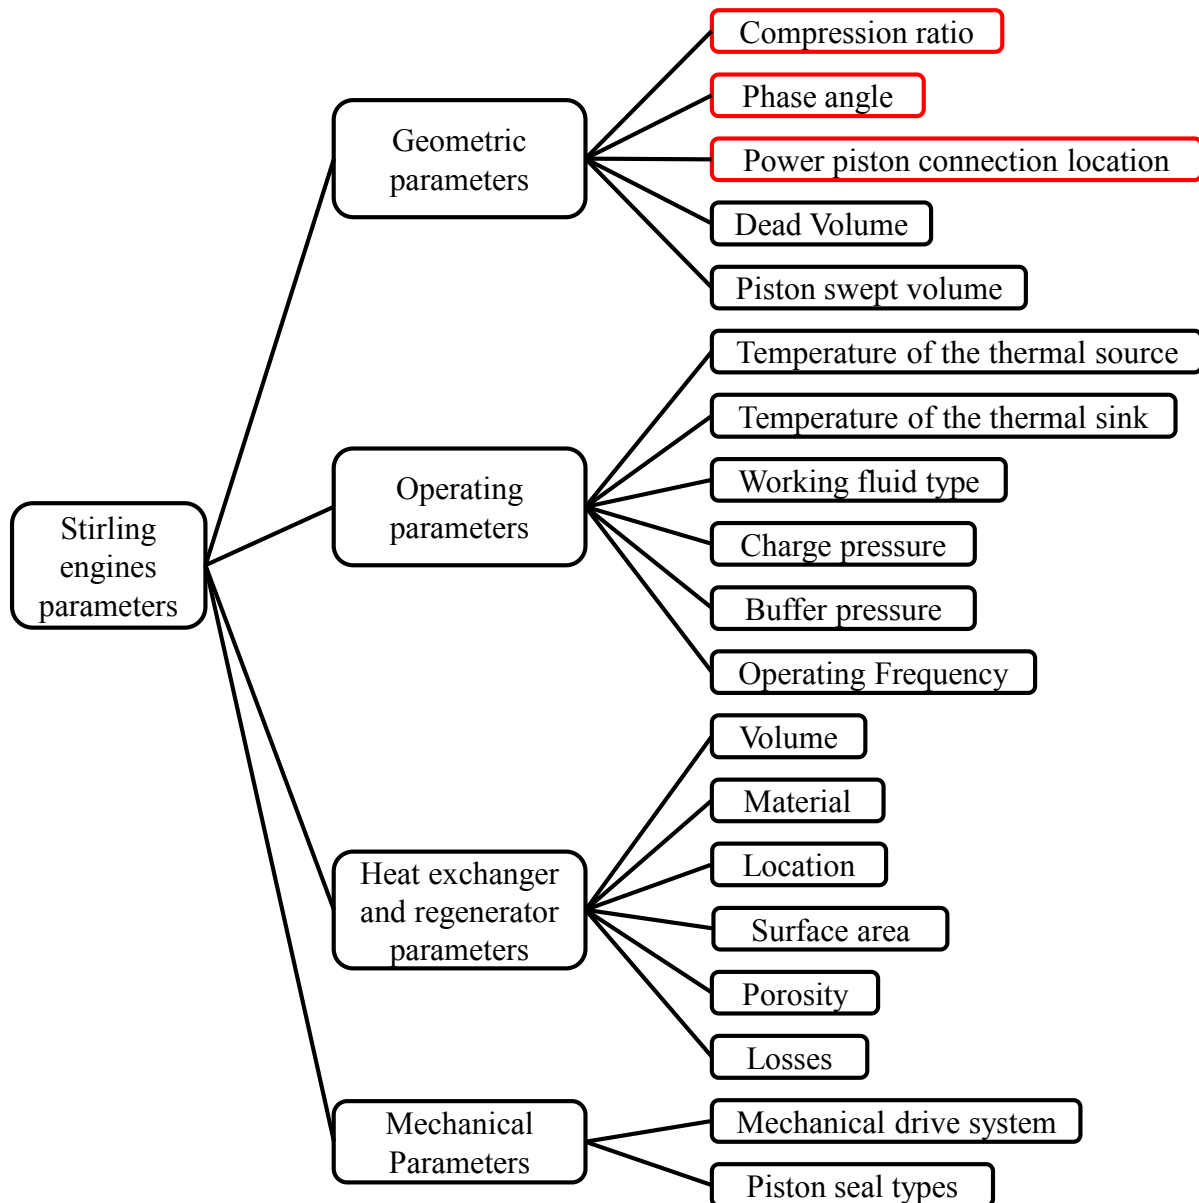 Stirling
engines
parameters
Geometric
parameters
Compression ratio
Phase angle
Power piston connection location
Dead Volume
Piston swept volume
Operating
parameters
Temperature of the thermal source
Temperature of the thermal sink
Working fluid type
Charge pressure
Buffer pressure
Operating Frequency
Heat exchanger
and regenerator
parameters
Volume
Material
Location
Surface area
Porosity
Losses
Mechanical
Parameters
Mechanical drive system
Piston seal types